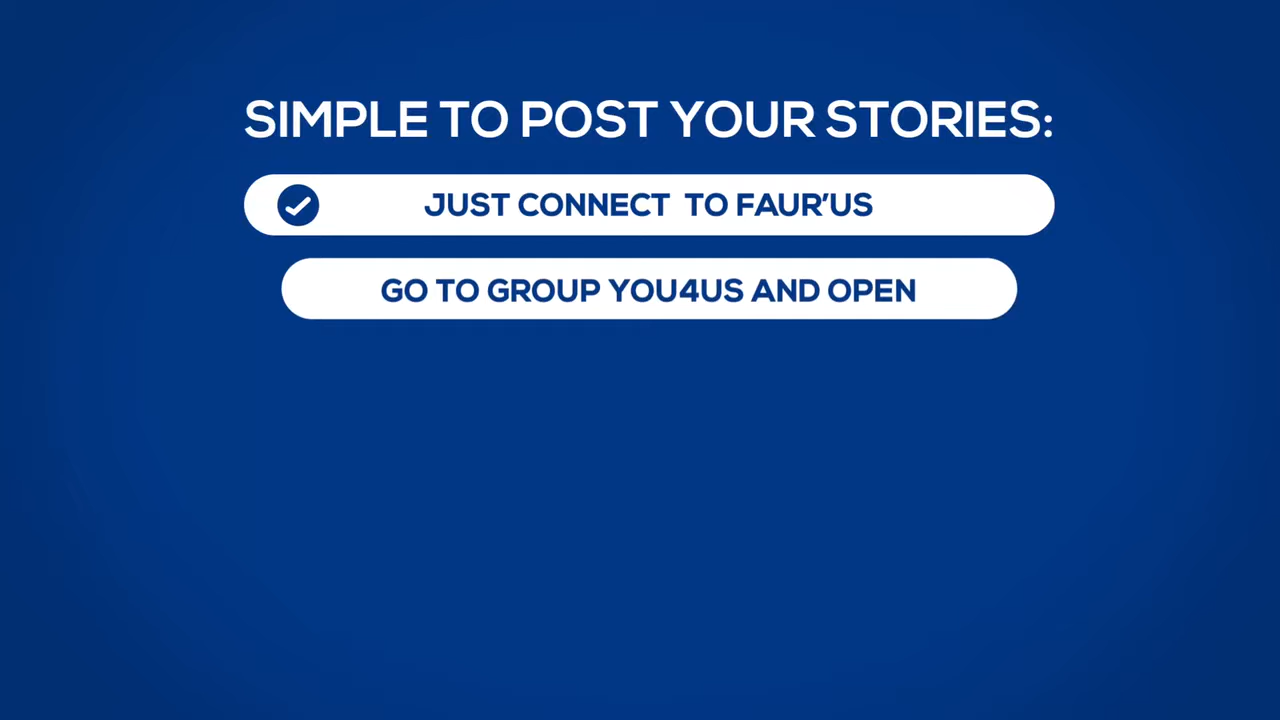 SIMPLE TO POST YOUR STORIES:
JUST CONNECT TO FAUR'US
GO TO GROUP YOU4US AND OPEN